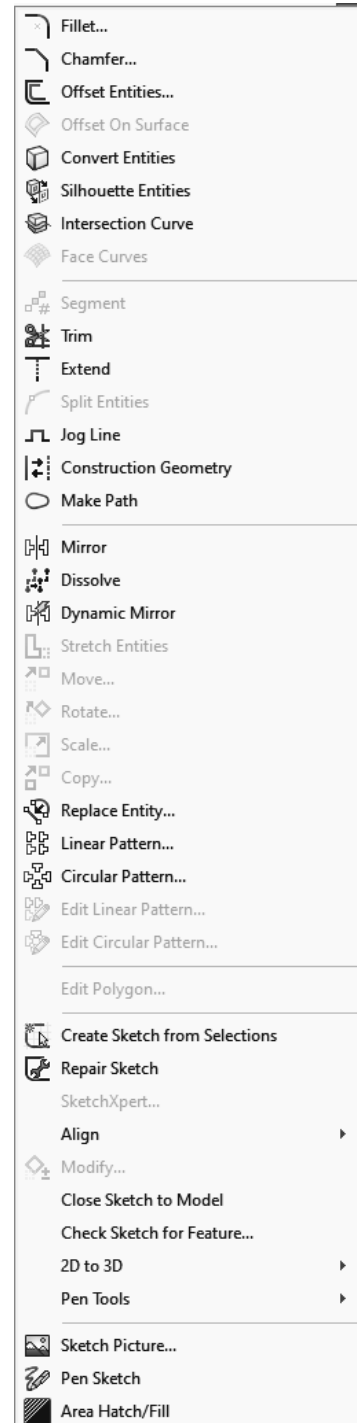 Fillet...
Chamfer...
Offset Entities...
Offset On Surface
Convert Entities
Silhouette Entities
Intersection Curve
Face Curves
Segment
Trim
Extend
Split Entities
Jog Line
Construction Geometry
Make Path
Mirror
Dissolve
Dynamic Mirror
Stretch Entities
Move...
Rotate...
Scale...
Copy...
Replace Entity...
Linear Pattern...
Circular Pattern...
Edit Linear Pattern...
Edit Circular Pattern...
Edit Polygon...
Create Sketch from Selections
Repair Sketch
SketchXpert...
Align
Modify...
Close Sketch to Model
Check Sketch for Feature...
2D to 3D
Pen Tools
Sketch Picture...
Pen Sketch
Area Hatch/Fill